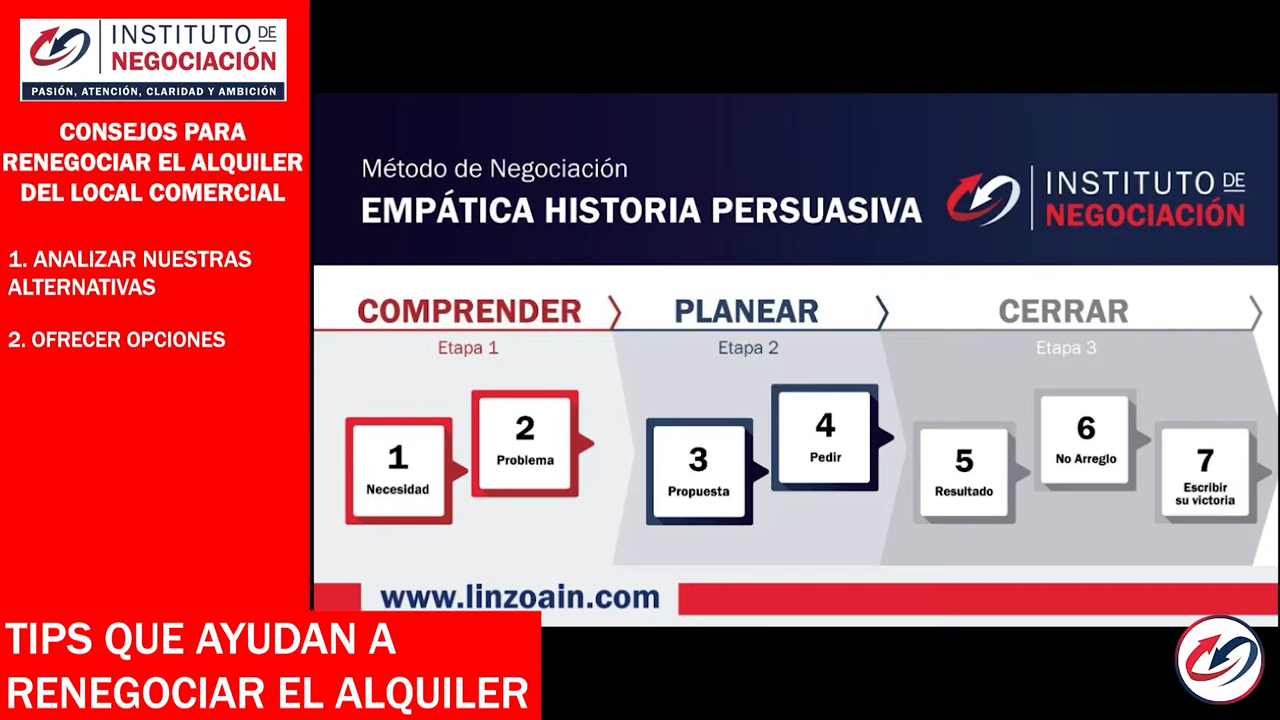 INSTITUTO DE
NEGOCIACIÓN
PASIÓN, ATENCIÓN, CLARIDAD Y AMBICIÓN
CONSEJOS PARA
RENEGOCIAR EL ALQUILER
DEL LOCAL COMERCIAL
1. ANALIZAR NUESTRAS
ALTERNATIVAS
2. OFRECER OPCIONES
Método de Negociación
EMPÁTICA HISTORIA PERSUASIVA
INSTITUTO DE
NEGOCIACIÓN
COMPRENDER
Etapa 1
PLANEAR
Etapa 2
CERRAR
Etapa 3
1
Necesidad
2
Problema
3
Propuesta
4
Pedir
5
Resultado
6
No Arreglo
7
Escribir
su victoria
www.linzoain.com
TIPS QUE AYUDAN A
RENEGOCIAR EL ALQUILER